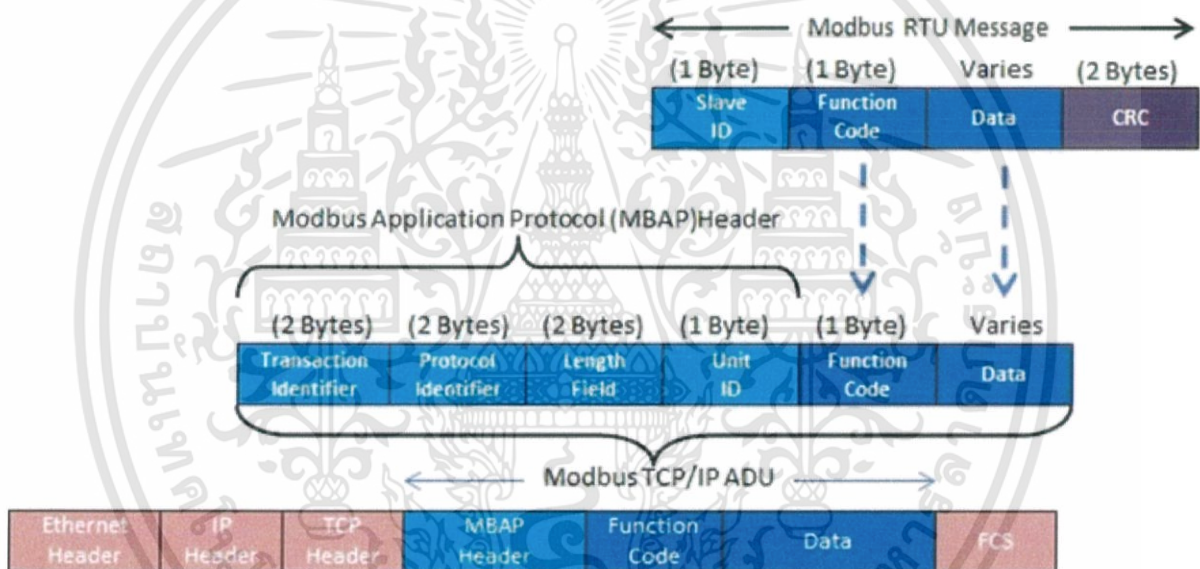 Modbus RTU Message
(1 Byte) (1 Byte) Varies (2 Bytes)
Slave ID Function Code Data CRC
Modbus Application Protocol (MBAP)Header
(2 Bytes) (2 Bytes) (2 Bytes) (1 Byte) (1 Byte) Varies
Transaction Identifier Protocol Identifier Length Field Unit ID Function Code Data
Modbus TCP/IP ADU
Ethernet Header IP Header TCP Header MBAP Header Function Code Data FCS